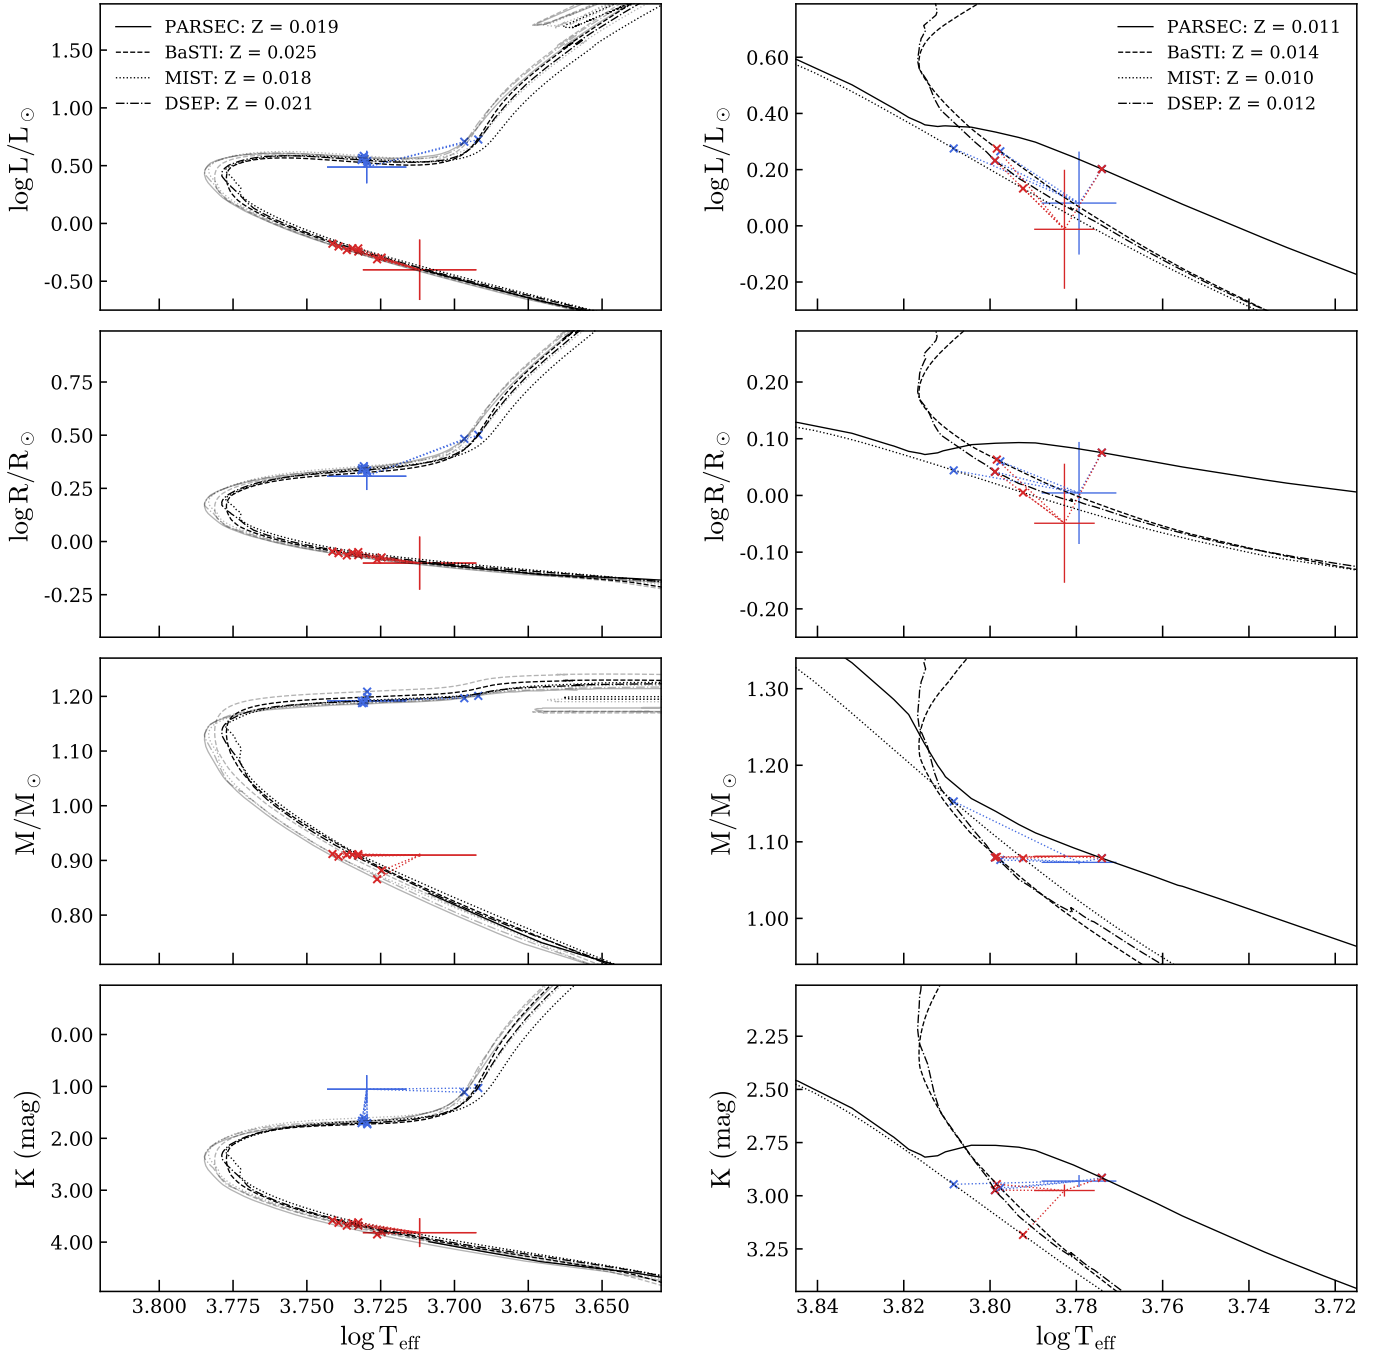 PARSEC: Z = 0.019
BaSTI: Z = 0.025
MIST: Z = 0.018
DSEP: Z = 0.021
1.50
1.00
0.50
0.00
-0.50
log L/L⊙
PARSEC: Z = 0.011
BaSTI: Z = 0.014
MIST: Z = 0.010
DSEP: Z = 0.012
0.60
0.40
0.20
0.00
-0.20
log L/L⊙
0.75
0.50
0.25
0.00
-0.25
log R/R⊙
0.20
0.10
0.00
-0.10
-0.20
log R/R⊙
1.20
1.10
1.00
0.90
0.80
M/M⊙
1.30
1.20
1.10
1.00
M/M⊙
0.00
1.00
2.00
3.00
4.00
K (mag)
3.800 3.775 3.750 3.725 3.700 3.675 3.650
log Teff
2.25
2.50
2.75
3.00
3.25
K (mag)
3.84 3.82 3.80 3.78 3.76 3.74 3.72
log Teff